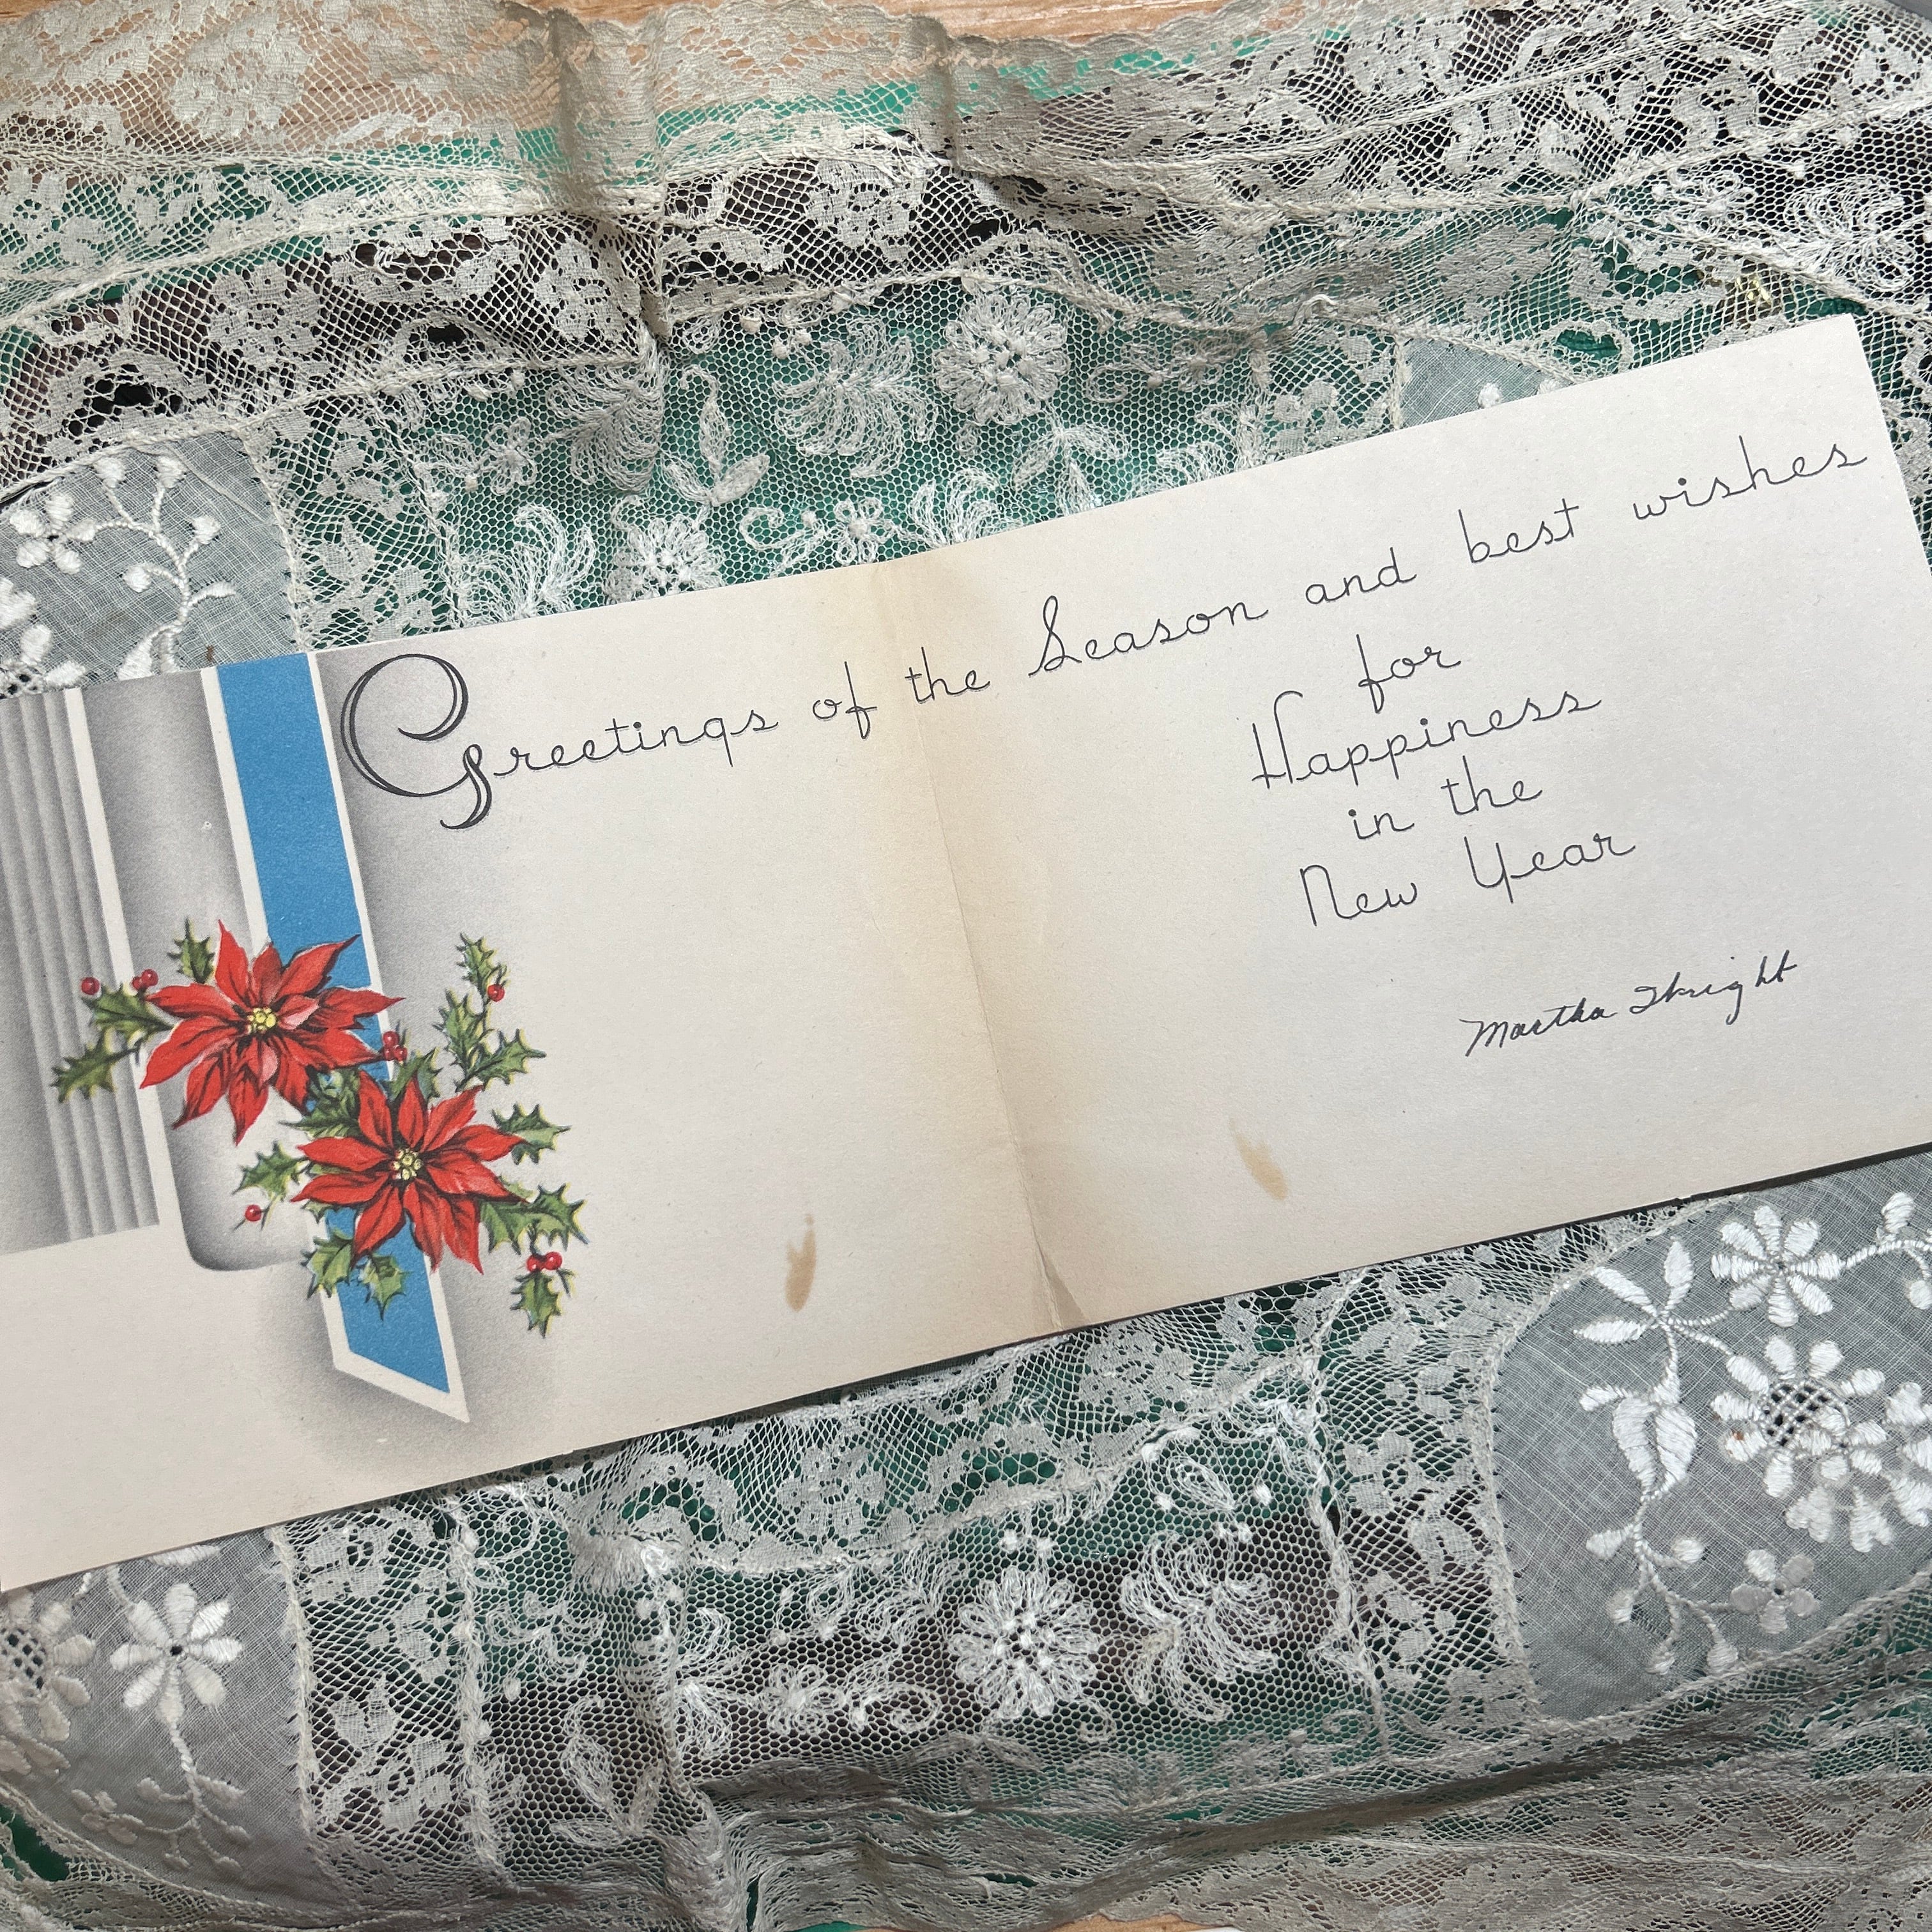 Greetings of the Season and best wishes
for
Happiness
in the
New Year
Martha